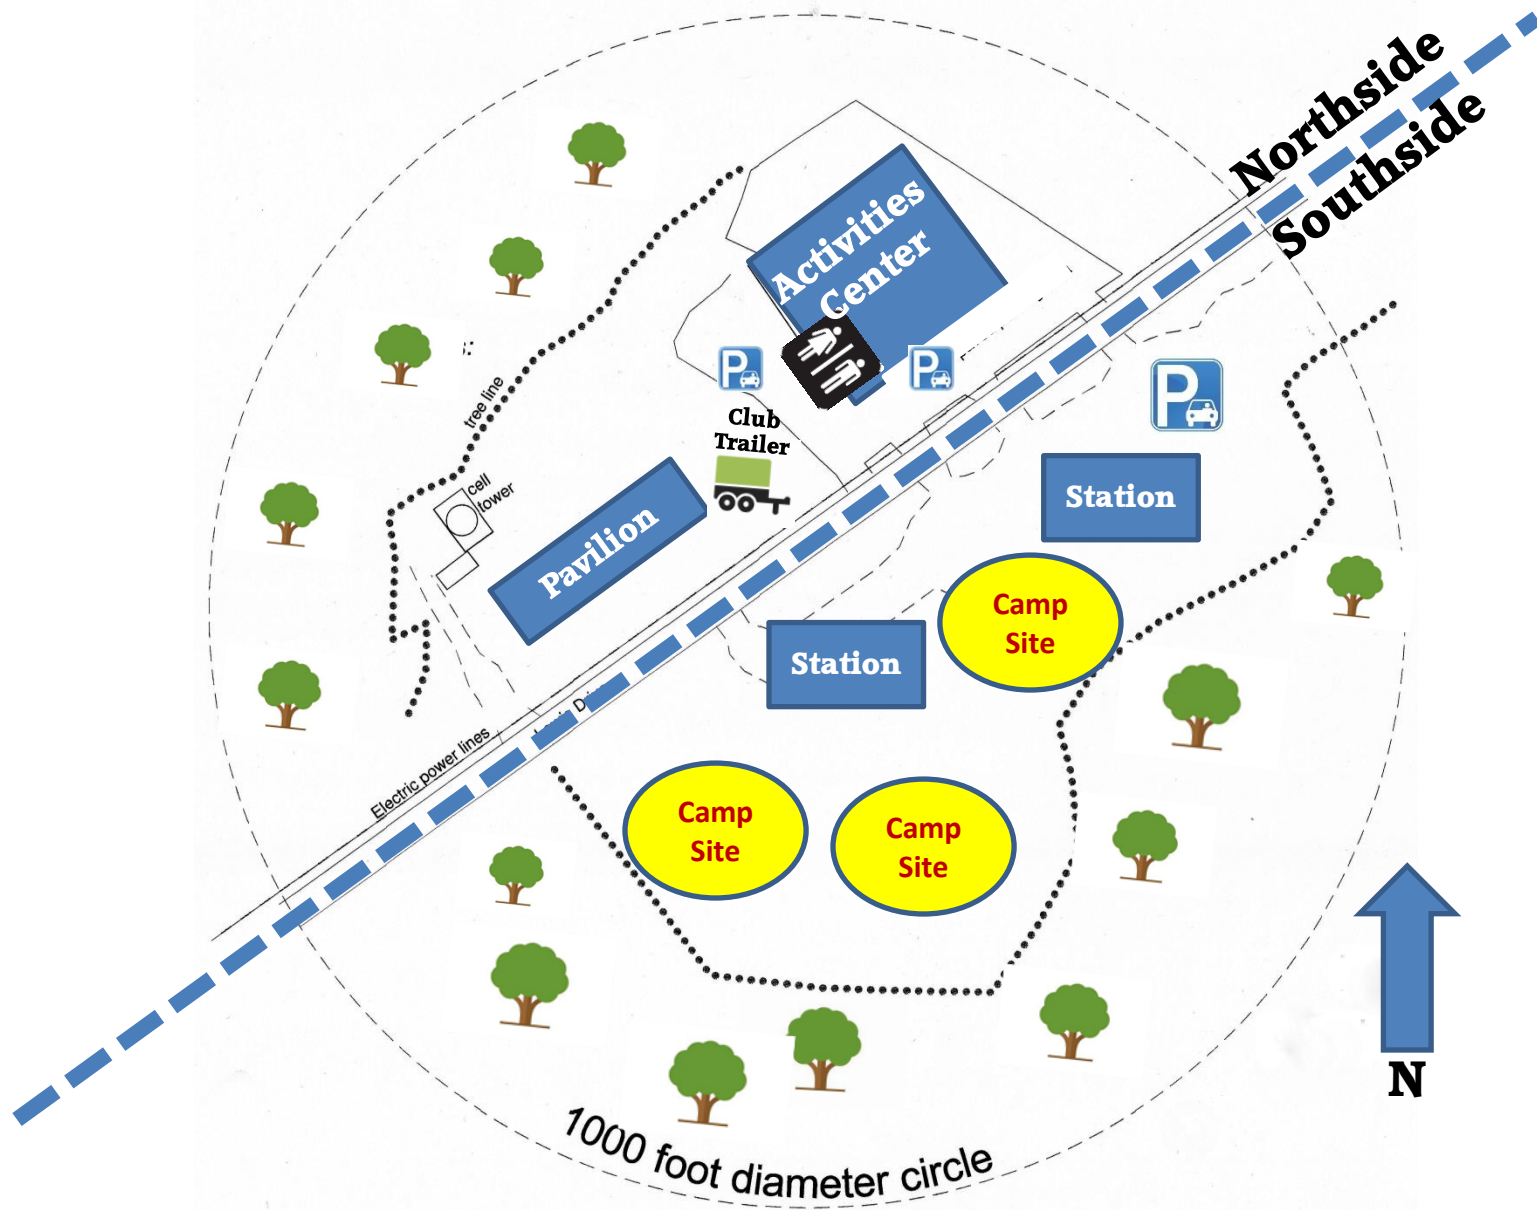 Northside
Southside
Activities
Center
P
P
P
Club
Trailer
tree line
cell
tower
Pavilion
Station
Camp
Site
Station
Electric power lines
Camp
Site
Camp
Site
N
1000 foot diameter circle